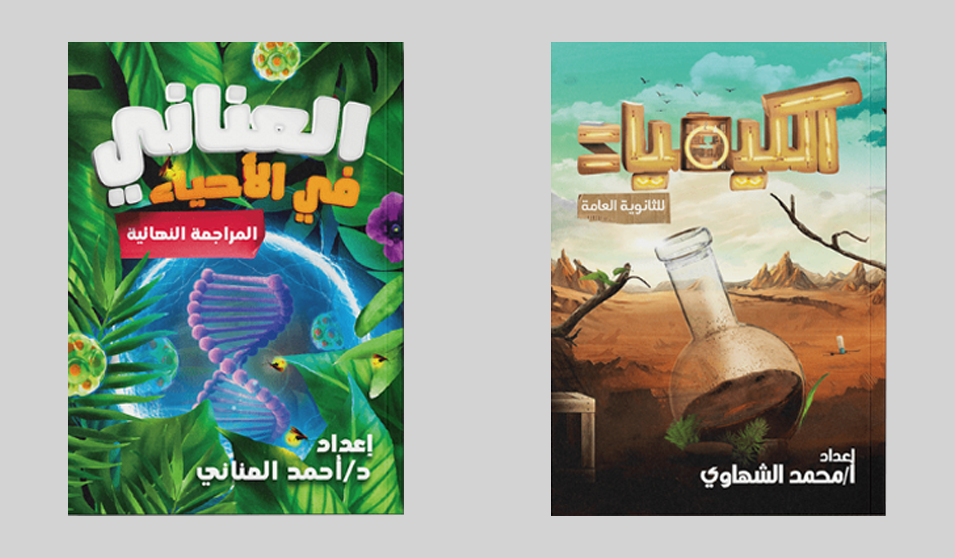 العناني
في الأحياء
المراجعة النهائية
إعداد
د/أحمد العناني
الكيمياء
للثانوية العامة
إعداد
أ/محمد الشهاوي